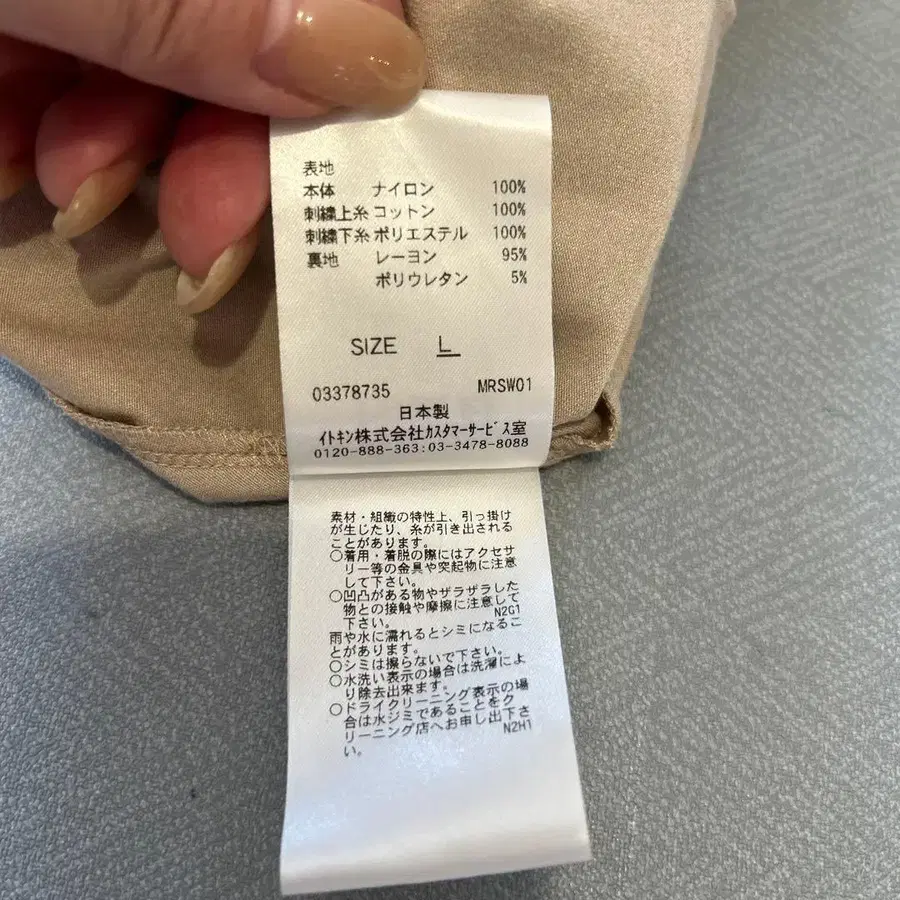 表地
本体 ナイロン 100%
刺繍上糸 コットン 100%
刺繍下糸 ポリエステル 100%
裏地 レーヨン 95%
ポリウレタン 5%
SIZE L
03378735 MRSW01
日本製
イトキン株式会社カスタマーサービス室
0120-888-363:03-3478-8088
素材・組織の特性上、引っ掛け
が生じたり、糸が引き出される
ことがあります。
○着用・着脱の際にはアクセサ
リー等の金具や突起物に注意
して下さい。
○凹凸がある物やザラザラした
物との接触や摩擦に注意して
下さい。 N2G1
雨や水に濡れるとシミになるこ
とがあります。
○シミは擦らないで下さい。
○水洗い表示の場合は洗濯によ
り除去出来ます。
○ドライクリーニング表示の場
合は水ジミであることをク
リーニング店へお申し出下さ
い。 N2H1